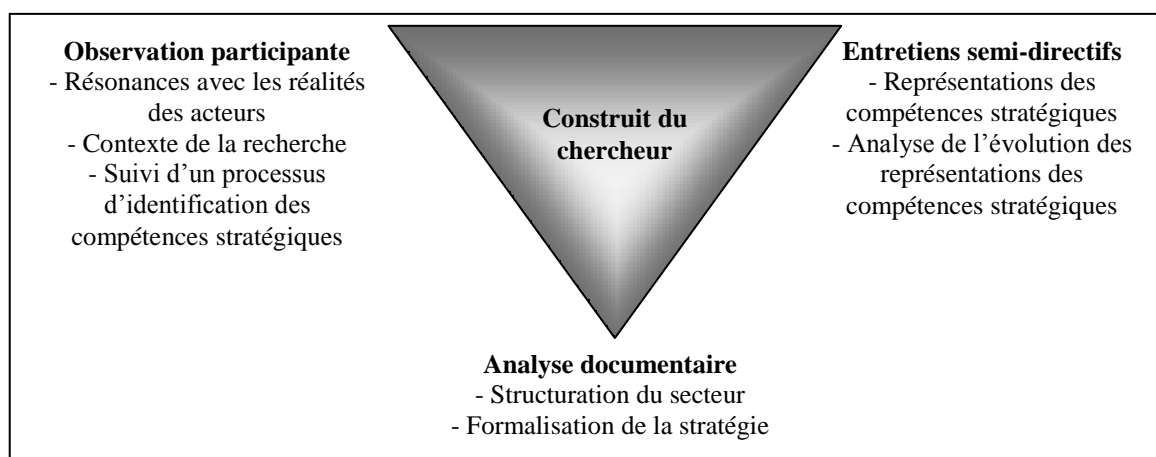 Observation participante
- Résonances avec les réalités
des acteurs
- Contexte de la recherche
- Suivi d’un processus
d’identification des
compétences stratégiques
Construit du
chercheur
Entretiens semi-directifs
- Représentations des
compétences stratégiques
- Analyse de l’évolution des
représentations des
compétences stratégiques
Analyse documentaire
- Structuration du secteur
- Formalisation de la stratégie